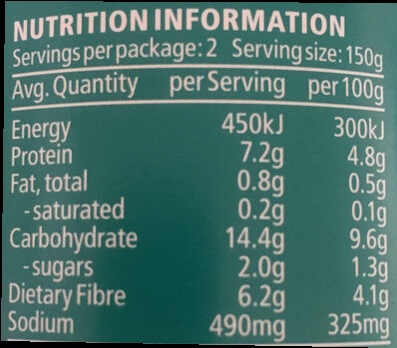 NUTRITION INFORMATION
Servings per package: 2 Serving size: 150g
Avg. Quantity per Serving per 100g
Energy 450kJ 300kJ
Protein 7.2g 4.8g
Fat, total 0.8g 0.5g
- saturated 0.2g 0.1g
Carbohydrate 14.4g 9.6g
- sugars 2.0g 1.3g
Dietary Fibre 6.2g 4.1g
Sodium 490mg 325mg